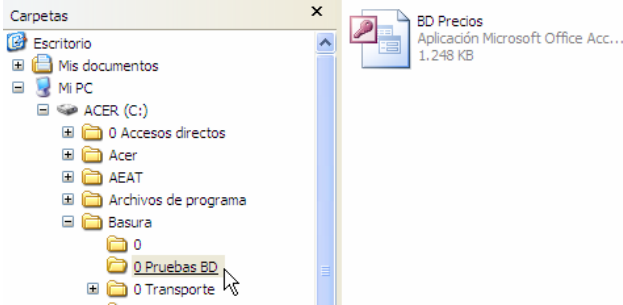 Carpetas
Escritorio
Mis documentos
Mi PC
ACER (C:)
0 Accesos directos
Acer
AEAT
Archivos de programa
Basura
0
0 Pruebas BD
0 Transporte
BD Precios
Aplicación Microsoft Office Acc...
1.248 KB